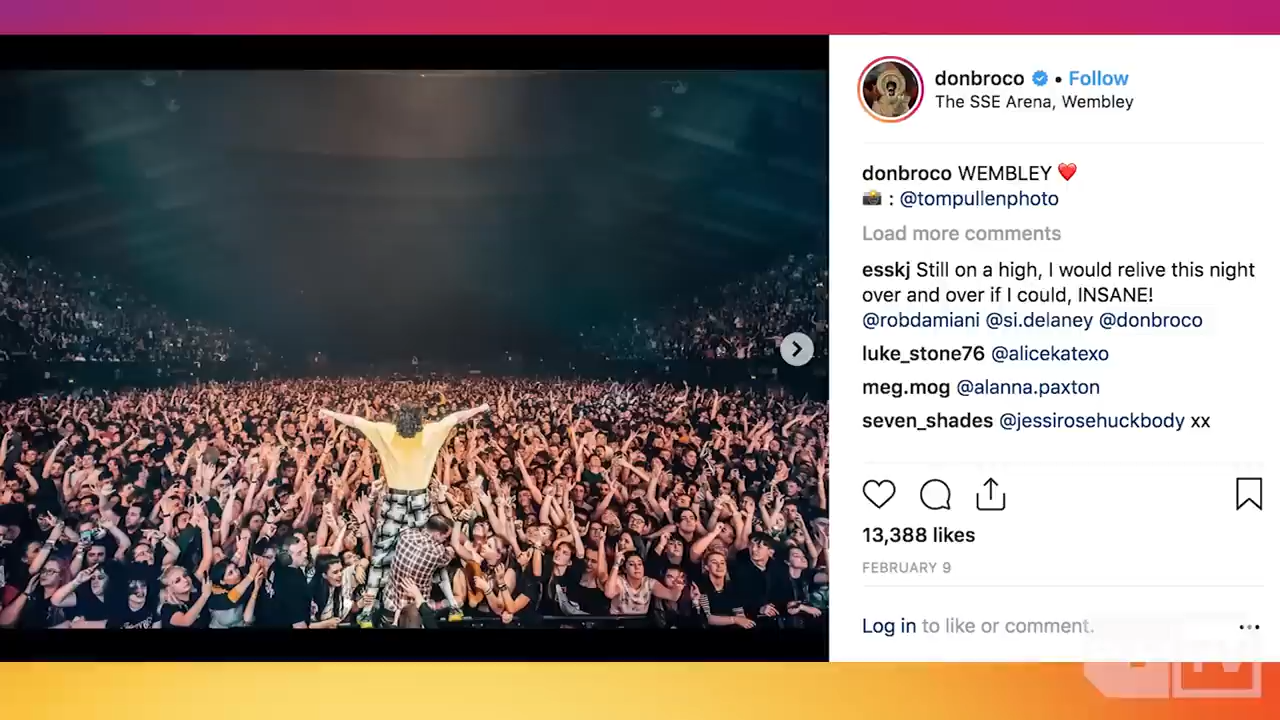 donbroco • Follow
The SSE Arena, Wembley
donbroco WEMBLEY ❤️
📸 : @tompullenphoto
Load more comments
esskj Still on a high, I would relive this night
over and over if I could, INSANE!
@robdamiani @si.delaney @donbroco
luke_stone76 @alicekatexo
meg.mog @alanna.paxton
seven_shades @jessirosehuckbody xx
13,388 likes
FEBRUARY 9
Log in to like or comment.
TV